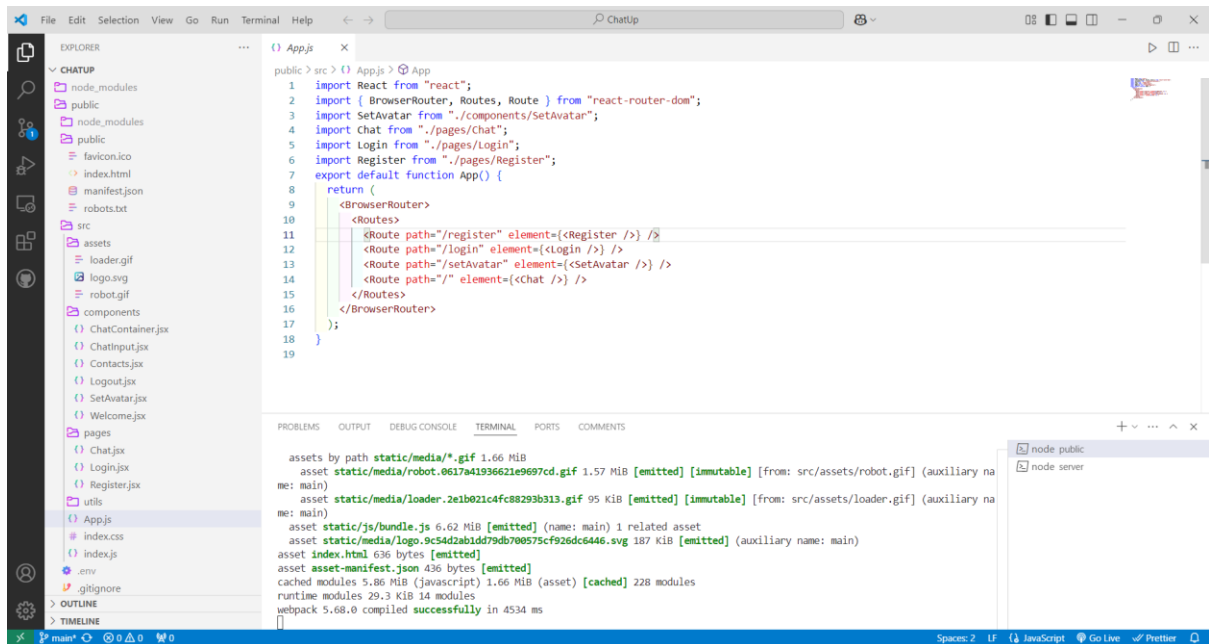 File Edit Selection View Go Run Terminal Help
ChatUp
EXPLORER
CHATUP
node_modules
public
node_modules
public
favicon.ico
index.html
manifest.json
robots.txt
src
assets
loader.gif
logo.svg
robot.gif
components
ChatContainer.jsx
ChatInput.jsx
Contacts.jsx
Logout.jsx
SetAvatar.jsx
Welcome.jsx
pages
Chat.jsx
Login.jsx
Register.jsx
utils
App.js
index.css
index.js
.env
.gitignore
OUTLINE
TIMELINE
1
App.js
public > src > App.js > App
1 import React from "react";
2 import { BrowserRouter, Routes, Route } from "react-router-dom";
3 import SetAvatar from "./components/SetAvatar";
4 import Chat from "./pages/Chat";
5 import Login from "./pages/Login";
6 import Register from "./pages/Register";
7 export default function App() {
8 return (
9 <BrowserRouter>
10 <Routes>
11 <Route path="/register" element={<Register />} />
12 <Route path="/login" element={<Login />} />
13 <Route path="/setAvatar" element={<SetAvatar />} />
14 <Route path="/" element={<Chat />} />
15 </Routes>
16 </BrowserRouter>
17 );
18 }
19
PROBLEMS OUTPUT DEBUG CONSOLE TERMINAL PORTS COMMENTS
assets by path static/media/*.gif 1.66 MiB
asset static/media/robot.0617a41936621e9697cd.gif 1.57 MiB [emitted] [immutable] [from: src/assets/robot.gif] (auxiliary na
me: main)
asset static/media/loader.2e1b021c4fc88293b313.gif 95 KiB [emitted] [immutable] [from: src/assets/loader.gif] (auxiliary na
me: main)
asset static/js/bundle.js 6.62 MiB [emitted] (name: main) 1 related asset
asset static/media/logo.9c54d2ab1dd79db700575cf926dc6446.svg 187 KiB [emitted] (auxiliary name: main)
asset index.html 636 bytes [emitted]
asset asset-manifest.json 436 bytes [emitted]
cached modules 5.86 MiB (javascript) 1.66 MiB (asset) [cached] 228 modules
runtime modules 29.3 KiB 14 modules
webpack 5.68.0 compiled successfully in 4534 ms
node public
node server
main* 0 0 0 Spaces: 2 LF JavaScript Go Live Prettier